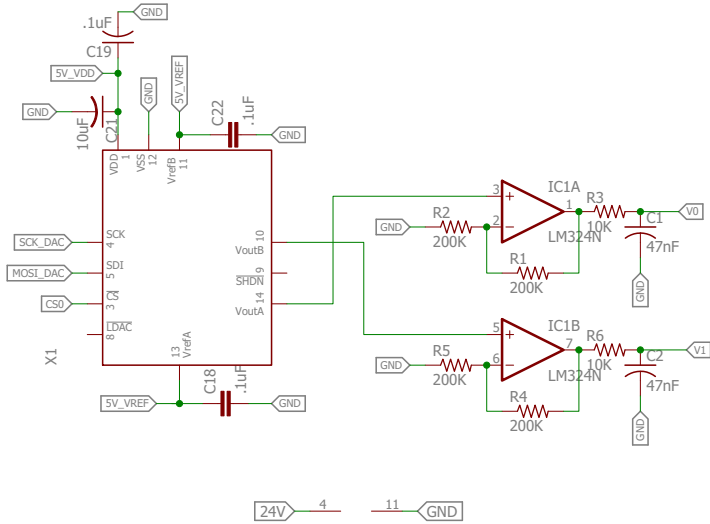 GND
.1uF
C19
5V_VDD
GND
5V_VREF
GND
10uF
C21
C22
.1uF
GND
VDD
1
VSS
12
VrefB
11
SCK_DAC
SCK
4
MOSI_DAC
SDI
5
CS0
CS
3
LDAC
8
X1
10
VoutB
9
SHDN
14
VoutA
13
VrefA
5V_VREF
C18
.1uF
GND
3
IC1A
GND
R2
200K
2
1
LM324N
R1
200K
R3
10K
V0
C1
47nF
GND
5
IC1B
GND
R5
200K
6
7
LM324N
R4
200K
R6
10K
V1
C2
47nF
GND
24V
4
11
GND